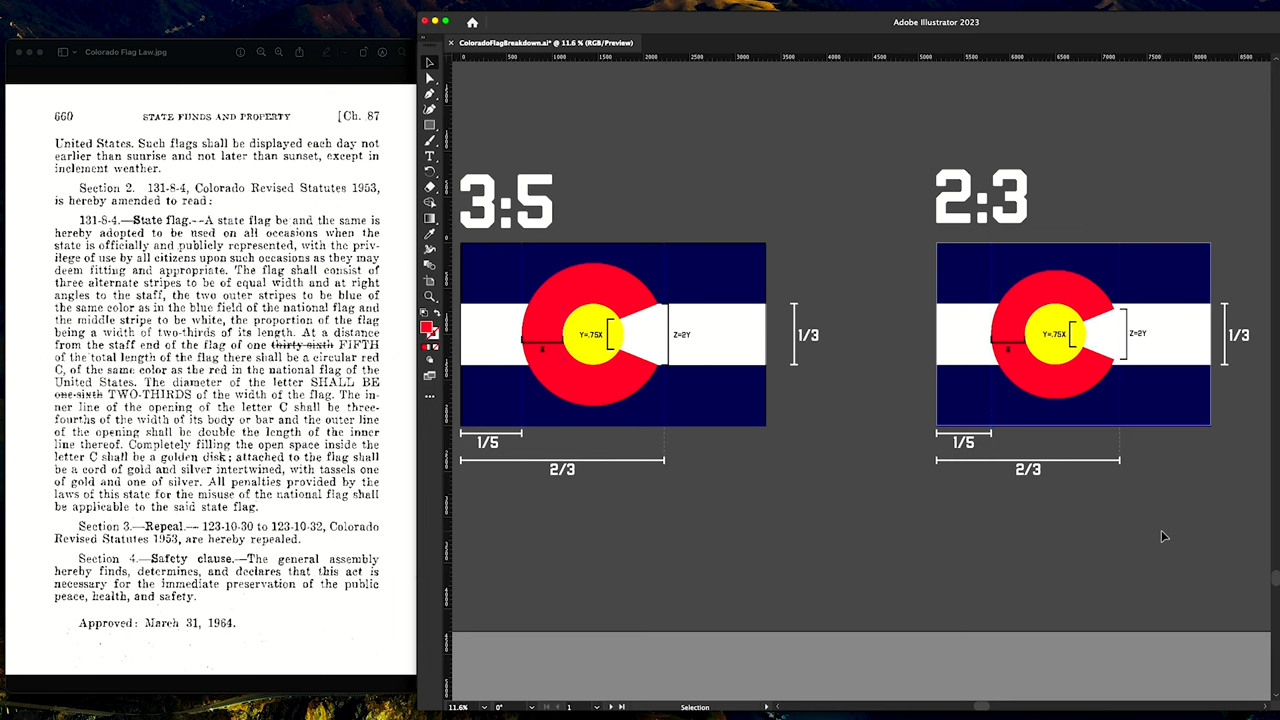 Colorado Flag Law.jpg
660 STATE FUNDS AND PROPERTY [Ch. 87
United States. Such flags shall be displayed each day not
earlier than sunrise and not later than sunset, except in
inclement weather.
Section 2. 131-8-4, Colorado Revised Statutes 1953,
is hereby amended to read:
131-8-4.—State flag.--A state flag be and the same is
hereby adopted to be used on all occasions when the
state is officially and publicly represented, with the priv-
ilege of use by all citizens upon such occasions as they may
deem fitting and appropriate. The flag shall consist of
three alternate stripes to be of equal width and at right
angles to the staff, the two outer stripes to be blue of
the same color as in the blue field of the national flag and
the middle stripe to be white, the proportion of the flag
being a width of two-thirds of its length. At a distance
from the staff end of the flag of one thirty-sixth FIFTH
of the total length of the flag there shall be a circular red
C, of the same color as the red in the national flag of the
United States. The diameter of the letter SHALL BE
one-sixth TWO-THIRDS of the width of the flag. The in-
ner line of the opening of the letter C shall be three-
fourths of the width of its body or bar and the outer line
of the opening shall be double the length of the inner
line thereof. Completely filling the open space inside the
letter C shall be a golden disk; attached to the flag shall
be a cord of gold and silver intertwined, with tassels one
of gold and one of silver. All penalties provided by the
laws of this state for the misuse of the national flag shall
be applicable to the said state flag.
Section 3.—Repeal.— 123-10-30 to 123-10-32, Colorado
Revised Statutes 1953, are hereby repealed.
Section 4.—Safety clause.—The general assembly
hereby finds, determines, and declares that this act is
necessary for the immediate preservation of the public
peace, health, and safety.
Approved: March 31, 1964.
Adobe Illustrator 2023
ColoradoFlagBreakdown.ai* @ 11.6 % (RGB/Preview)
0 500 1000 1500 2000 2500 3000 3500 4000 4500 5000 5500 6000 6500 7000 7500 8000 8500
3:5
Y=.75X
X
Z=2Y
1/3
1/5
2/3
2:3
Y=.75X
X
Z=2Y
1/3
1/5
2/3
11.6% 0° 1 Selection